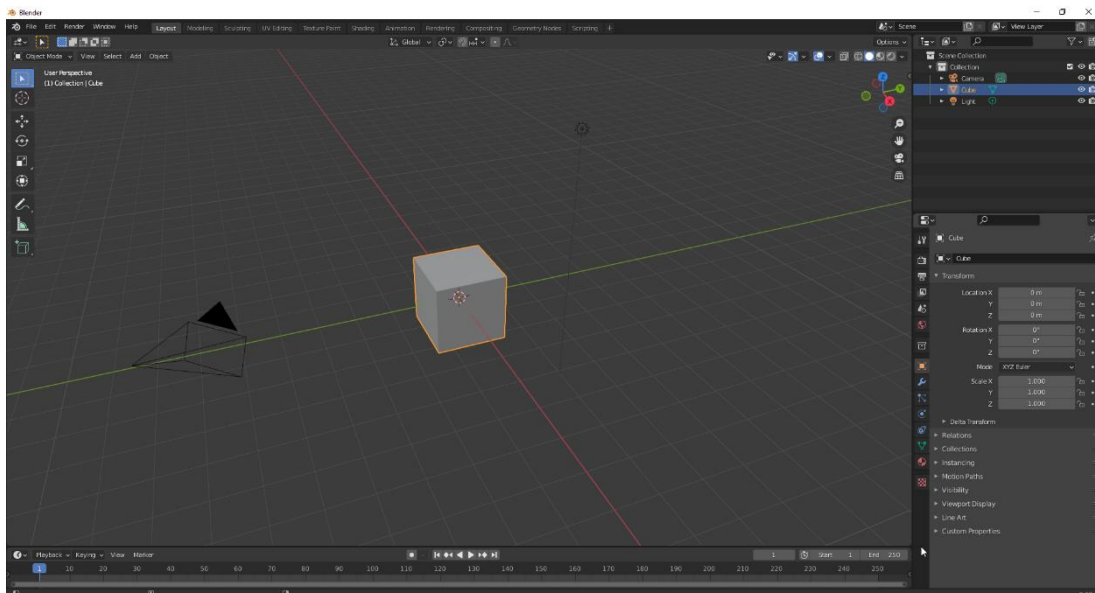 Blender
File Edit Render Window Help Layout Modeling Sculpting UV Editing Texture Paint Shading Animation Rendering Compositing Geometry Nodes Scripting + Scene View Layer
Global Options
Object Mode View Select Add Object
User Perspective
(1) Collection | Cube
Z
Y
X
Scene Collection
Collection
Camera
Cube
Light
Cube
Cube
Transform
Location X 0 m
Y 0 m
Z 0 m
Rotation X 0°
Y 0°
Z 0°
Mode XYZ Euler
Scale X 1.000
Y 1.000
Z 1.000
Delta Transform
Relations
Collections
Instancing
Motion Paths
Visibility
Viewport Display
Line Art
Custom Properties
Playback Keying View Marker 1 Start 1 End 250
1 10 20 30 40 50 60 70 80 90 100 110 120 130 140 150 160 170 180 190 200 210 220 230 240 250